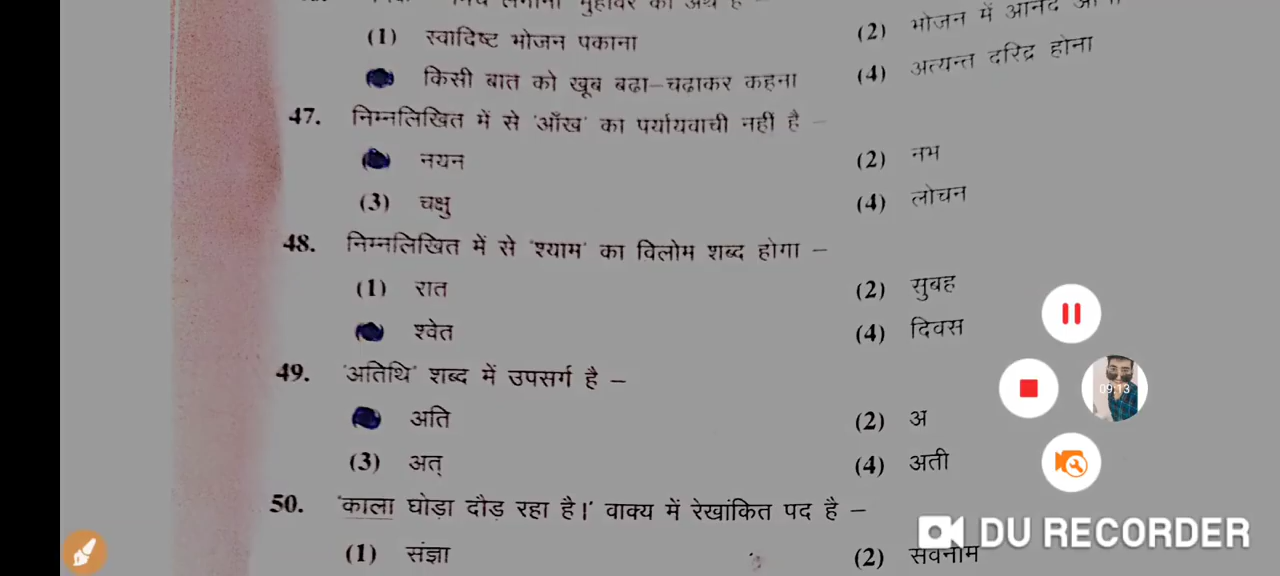 मुहावरे का अर्थ है –
(1) स्वादिष्ट भोजन पकाना
(2) भोजन में आनंद
किसी बात को खूब बढा–चढाकर कहना
(4) अत्यन्त दरिद्र होना
47. निम्नलिखित में से 'आँख' का पर्यायवाची नहीं है –
नयन
(2) नभ
(3) चक्षु
(4) लोचन
48. निम्नलिखित में से 'श्याम' का विलोम शब्द होगा –
(1) रात
(2) सुबह
श्वेत
(4) दिवस
49. 'अतिथि' शब्द में उपसर्ग है –
अति
(2) अ
(3) अत्
(4) अती
50. 'काला घोड़ा दौड़ रहा है।' वाक्य में रेखांकित पद है –
(1) संज्ञा
(2) सर्वनाम
09:13
DU RECORDER